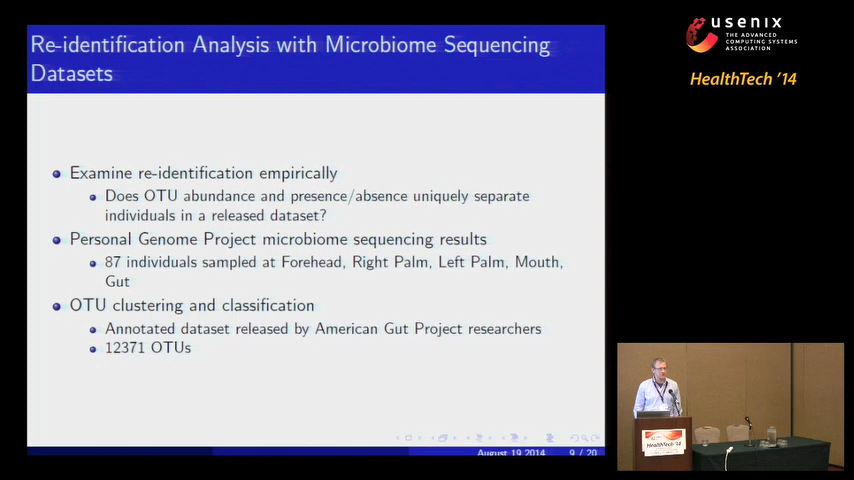 Re-identification Analysis with Microbiome Sequencing
Datasets
Examine re-identification empirically
Does OTU abundance and presence/absence uniquely separate
individuals in a released dataset?
Personal Genome Project microbiome sequencing results
87 individuals sampled at Forehead, Right Palm, Left Palm, Mouth,
Gut
OTU clustering and classification
Annotated dataset released by American Gut Project researchers
12371 OTUs
August 19 2014
9 / 20
usenix
THE ADVANCED
COMPUTING SYSTEMS
ASSOCIATION
HealthTech '14
HealthTech '14